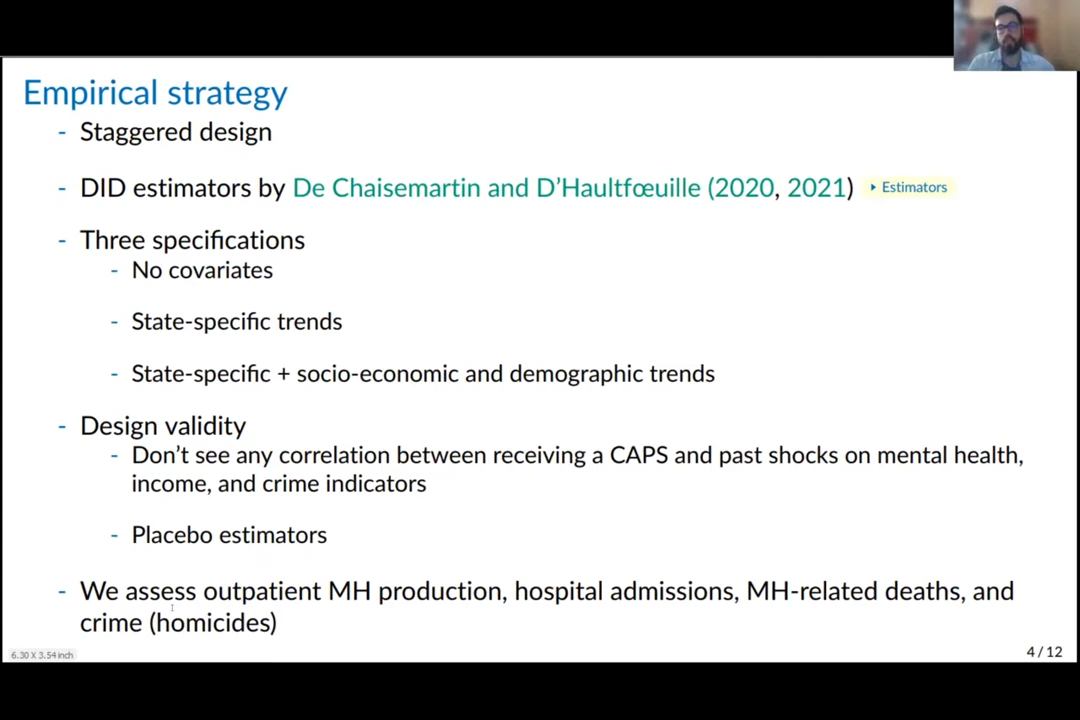 Empirical strategy
- Staggered design
- DID estimators by De Chaisemartin and D'Haultfœuille (2020, 2021) Estimators
- Three specifications
- No covariates
- State-specific trends
- State-specific + socio-economic and demographic trends
- Design validity
- Don't see any correlation between receiving a CAPS and past shocks on mental health,
income, and crime indicators
- Placebo estimators
- We assess outpatient MH production, hospital admissions, MH-related deaths, and
crime (homicides)
6.30 X 3.54 inch
4 / 12